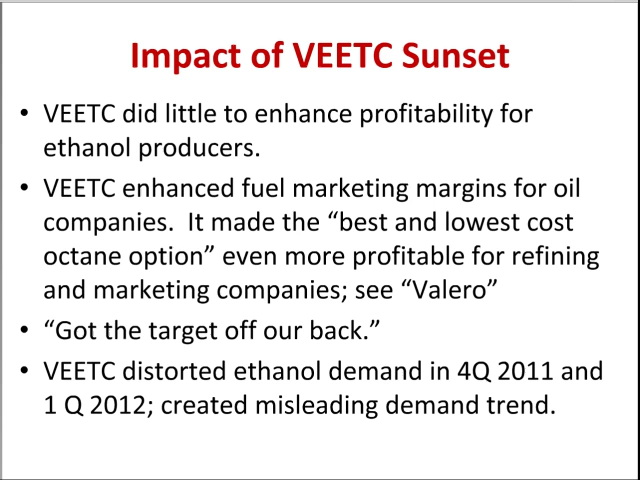 Impact of VEETC Sunset
• VEETC did little to enhance profitability for
ethanol producers.
• VEETC enhanced fuel marketing margins for oil
companies.  It made the “best and lowest cost
octane option” even more profitable for refining
and marketing companies; see “Valero”
• “Got the target off our back.”
• VEETC distorted ethanol demand in 4Q 2011 and
1 Q 2012; created misleading demand trend.